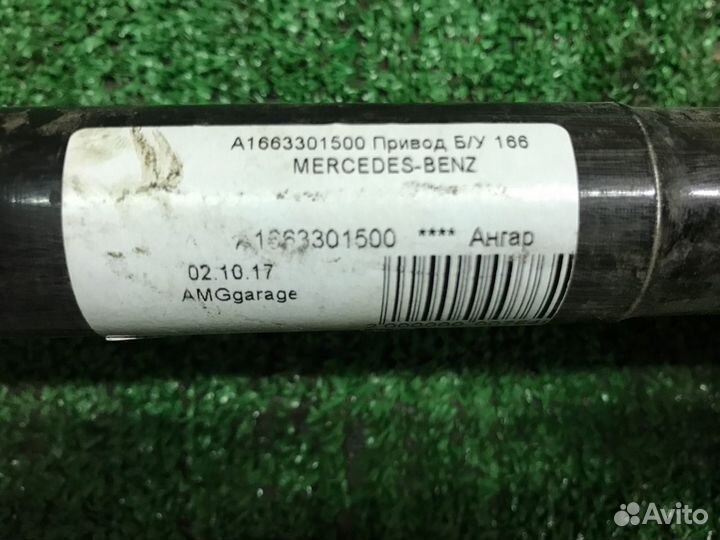 A1663301500 Привод Б/У 166
MERCEDES-BENZ
A1663301500 **** Ангар
02.10.17
AMGgarage
Avito